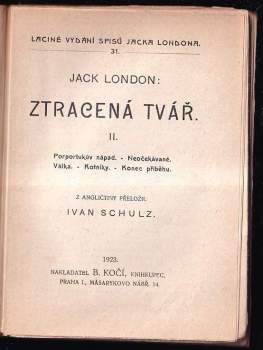 LACINÉ VYDÁNÍ SPISŮ JACKA LONDONA.
31.
JACK LONDON:
ZTRACENÁ TVÁŘ.
II.
Porportukův nápad. - Neočekávané.
Válka. - Kotníky. - Konec příběhu.
Z ANGLIČTINY PŘELOŽIL
IVAN SCHULZ.
1923.
NAKLADATEL B. KOČÍ, KNIHKUPEC,
PRAHA I., MASARYKOVO NÁBŘ. 14.